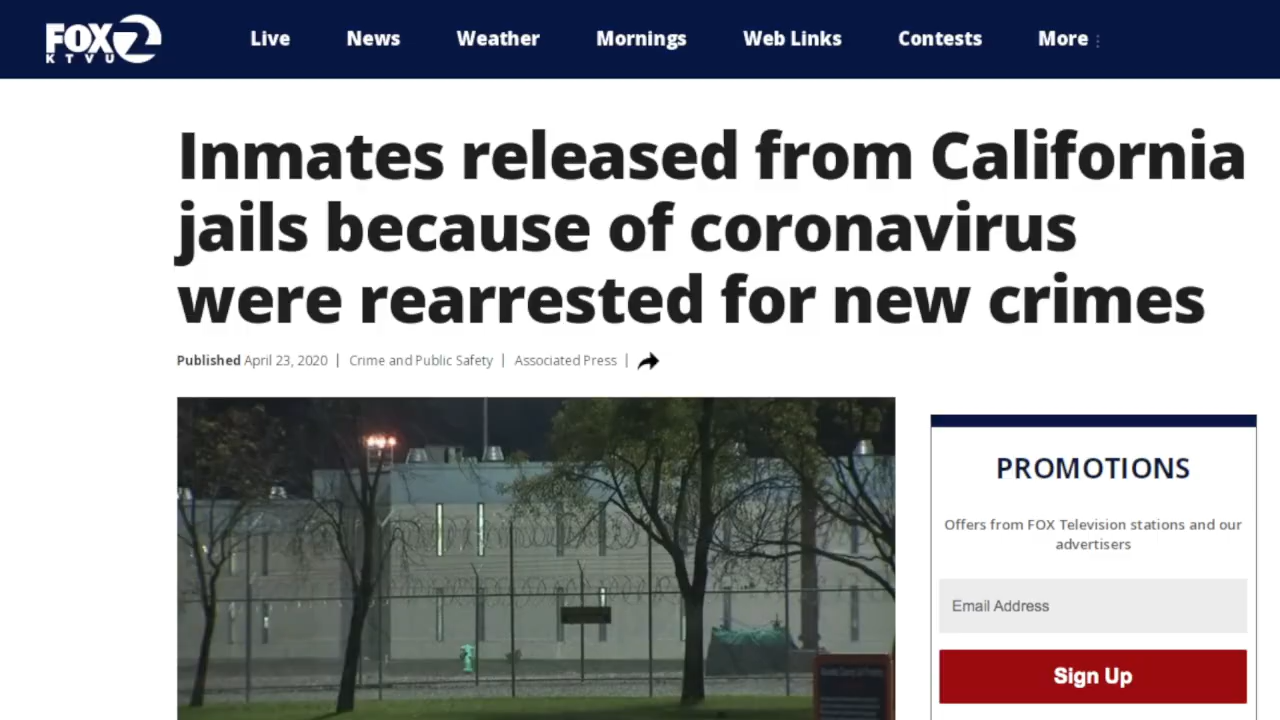 FOX 2
KTVU
Live News Weather Mornings Web Links Contests More
Inmates released from California
jails because of coronavirus
were rearrested for new crimes
Published April 23, 2020 | Crime and Public Safety | Associated Press |
PROMOTIONS
Offers from FOX Television stations and our
advertisers
Email Address
Sign Up